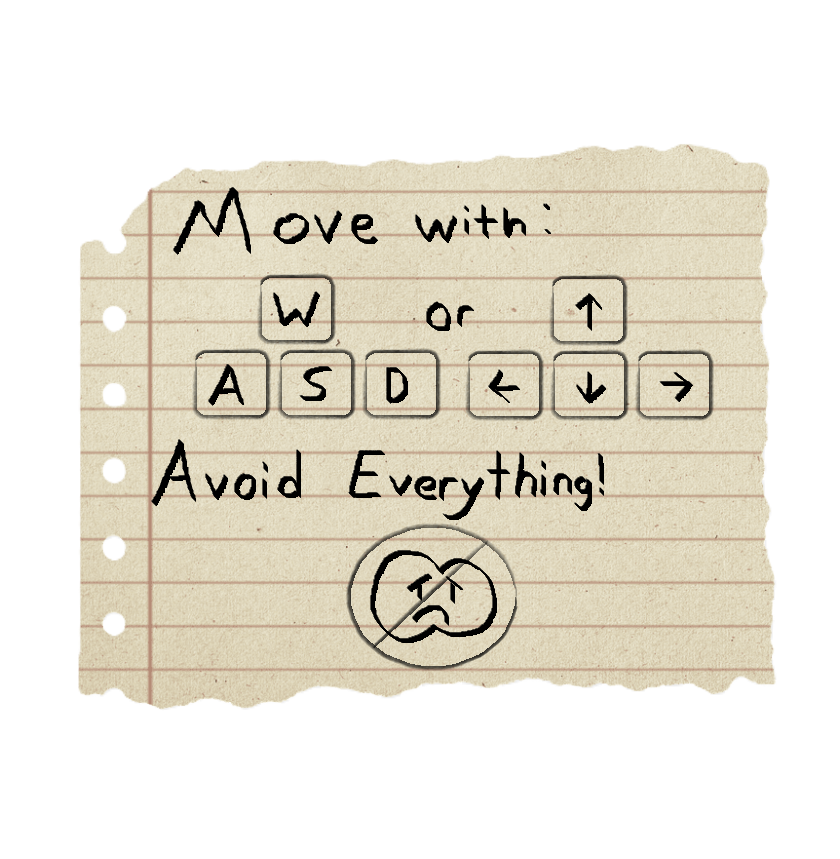 Move with:
W or ↑
A S D ← ↓ →
Avoid Everything!